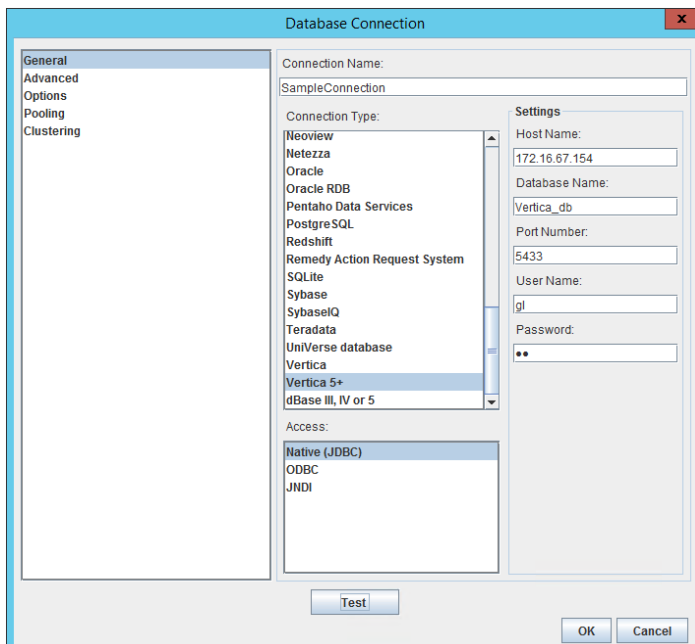 Database Connection
x
General
Advanced
Options
Pooling
Clustering
Connection Name:
SampleConnection
Connection Type:
Neoview
Netezza
Oracle
Oracle RDB
Pentaho Data Services
PostgreSQL
Redshift
Remedy Action Request System
SQLite
Sybase
SybaseIQ
Teradata
UniVerse database
Vertica
Vertica 5+
dBase III, IV or 5
Access:
Native (JDBC)
ODBC
JNDI
Settings
Host Name:
172.16.67.154
Database Name:
Vertica_db
Port Number:
5433
User Name:
gl
Password:
●●
Test
OK
Cancel